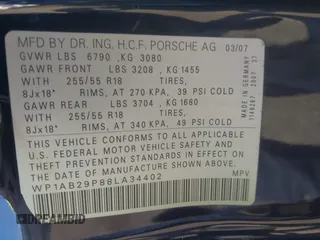 MFD BY DR. ING. H.C.F. PORSCHE AG 03/07
GVWR LBS 6790 ,KG 3080
GAWR FRONT LBS 3208 ,KG 1455
WITH 255/55 R18 TIRES,
8Jx18" RIMS, AT 270 KPA, 39 PSI COLD
GAWR REAR LBS 3704 ,KG 1680
WITH 255/55 R18 TIRES,
8Jx18" RIMS, AT 340 KPA, 49 PSI COLD
THIS VEHICLE CONFORMS TO ALL APPLICABLE
U.S. FEDERAL MOTOR VEHICLE SAFETY AND
THEFT PREVENTION STANDARDS IN EFFECT ON
THE DATE OF MANUFACTURE SHOWN ABOVE
WP1AB29P88LA34402 MPV
GERMANY
2007